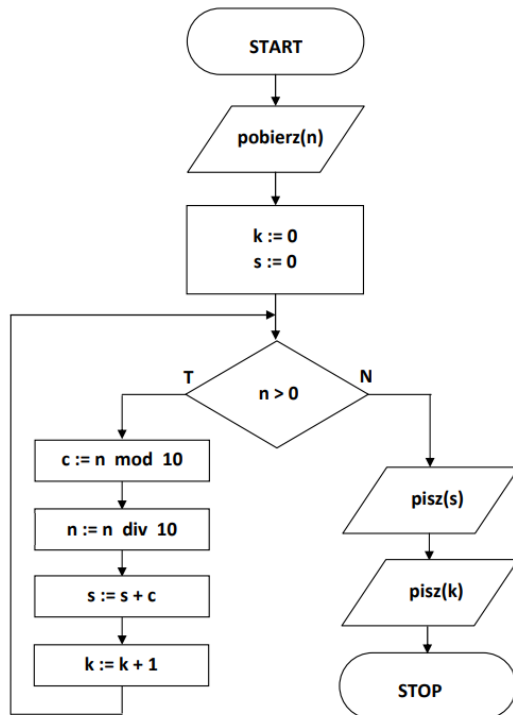 START
pobierz(n)
k := 0
s := 0
T
N
n > 0
c := n mod 10
n := n div 10
s := s + c
k := k + 1
pisz(s)
pisz(k)
STOP